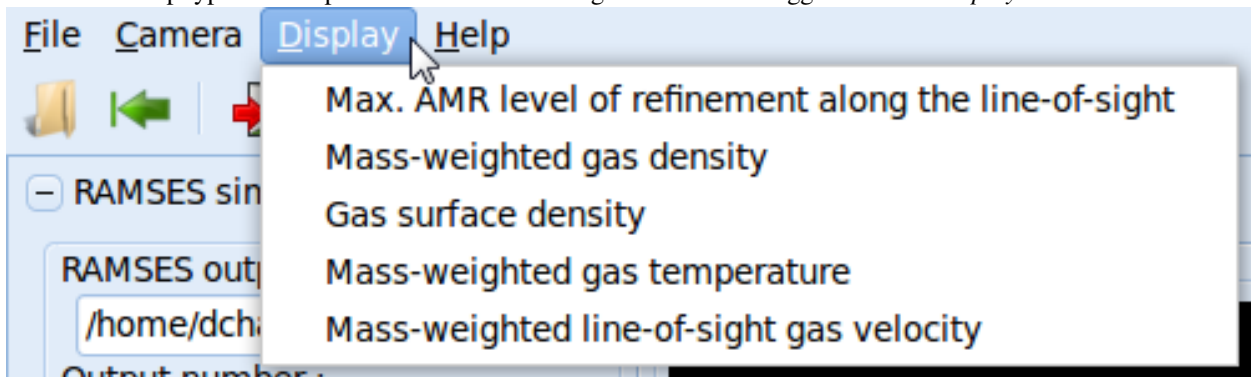 File Camera Display Help
Max. AMR level of refinement along the line-of-sight
Mass-weighted gas density
RAMSES sin
Gas surface density
RAMSES outp
Mass-weighted gas temperature
/home/dcha
Mass-weighted line-of-sight gas velocity
Output number :